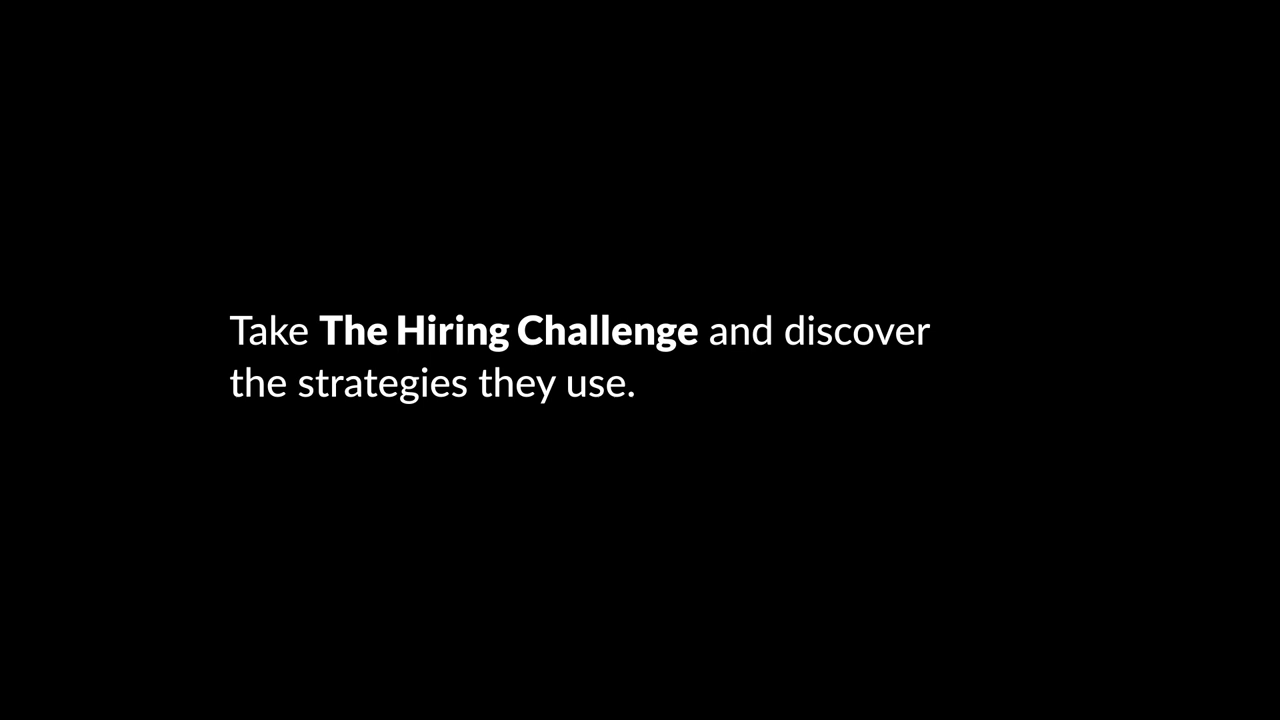 Take The Hiring Challenge and discover
the strategies they use.